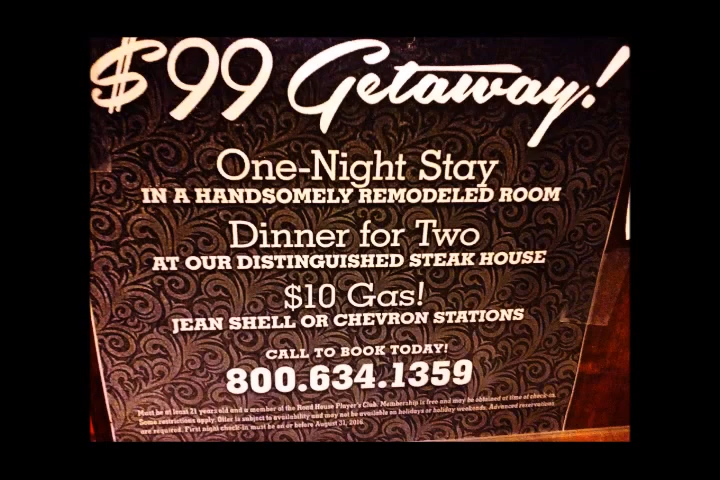 $99 Getaway!
One-Night Stay
IN A HANDSOMELY REMODELED ROOM
Dinner for Two
AT OUR DISTINGUISHED STEAK HOUSE
$10 Gas!
JEAN SHELL OR CHEVRON STATIONS
CALL TO BOOK TODAY!
800.634.1359
Must be at least 21 years old and a member of the Road House Player's Club. Membership is free and may be obtained at time of check-in.
Some restrictions apply. Offer is subject to availability and may not be available on holidays or holiday weekends. Advanced reservations
are required. First night check-in must be on or before August 31, 2016.